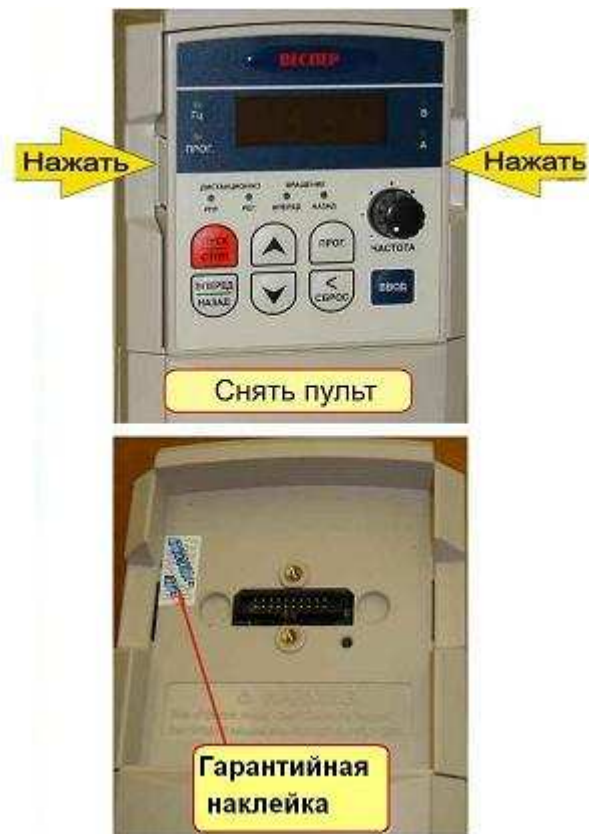 ВЕСПЕР
Гц
В
ПРОГ.
А
Нажать
Нажать
ДИСТАНЦИОННО
ВРАЩЕНИЕ
ВПЕРЕД
НАЗАД
ПУСК
СТОП
ПРОГ.
ЧАСТОТА
ВПЕРЕД
НАЗАД
<
СБРОС
ВВОД
Снять пульт
Гарантийная
наклейка